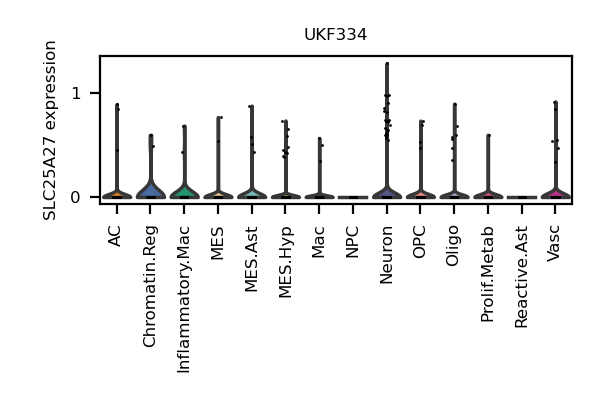 UKF334
SLC25A27 expression
1
0
AC
Chromatin.Reg
Inflammatory.Mac
MES
MES.Ast
MES.Hyp
Mac
NPC
Neuron
OPC
Oligo
Prolif.Metab
Reactive.Ast
Vasc